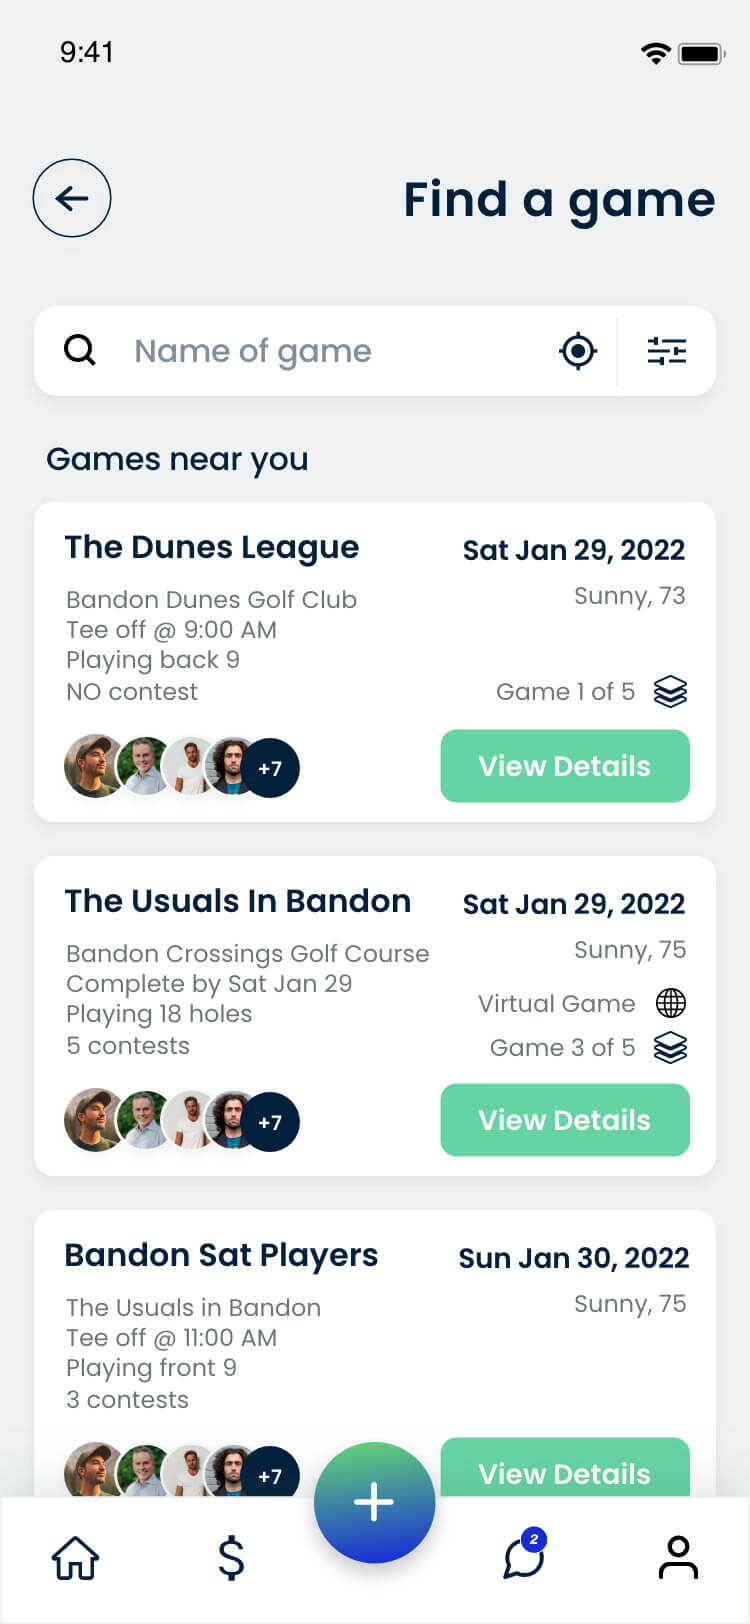 9:41
Find a game
Name of game
Games near you
The Dunes League
Sat Jan 29, 2022
Bandon Dunes Golf Club
Sunny, 73
Tee off @ 9:00 AM
Playing back 9
NO contest
Game 1 of 5
+7
View Details
The Usuals In Bandon
Sat Jan 29, 2022
Bandon Crossings Golf Course
Sunny, 75
Complete by Sat Jan 29
Playing 18 holes
Virtual Game
5 contests
Game 3 of 5
+7
View Details
Bandon Sat Players
Sun Jan 30, 2022
The Usuals in Bandon
Sunny, 75
Tee off @ 11:00 AM
Playing front 9
3 contests
+7
View Details
2